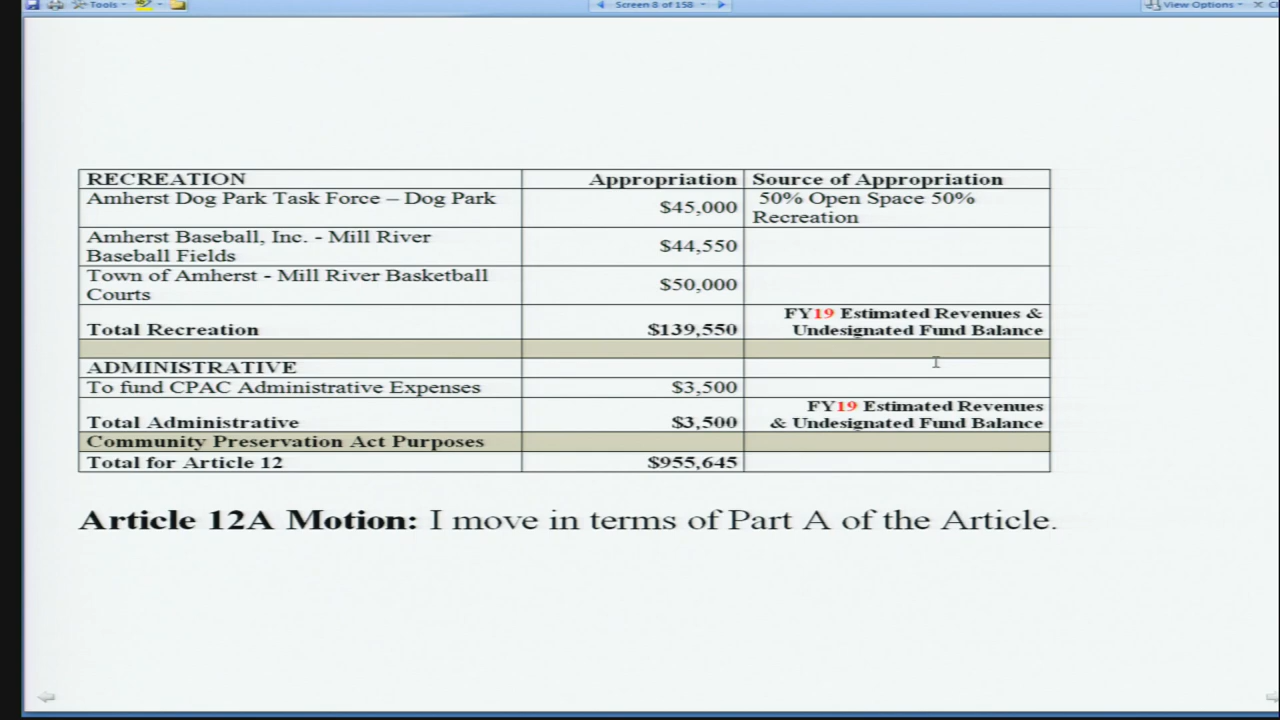 Tools
Screen 8 of 158
View Options
RECREATION Appropriation Source of Appropriation
Amherst Dog Park Task Force – Dog Park $45,000 50% Open Space 50%
Recreation
Amherst Baseball, Inc. - Mill River
Baseball Fields $44,550
Town of Amherst - Mill River Basketball
Courts $50,000
Total Recreation $139,550 FY19 Estimated Revenues &
Undesignated Fund Balance
ADMINISTRATIVE
To fund CPAC Administrative Expenses $3,500
Total Administrative $3,500 FY19 Estimated Revenues
& Undesignated Fund Balance
Community Preservation Act Purposes
Total for Article 12 $955,645
Article 12A Motion: I move in terms of Part A of the Article.